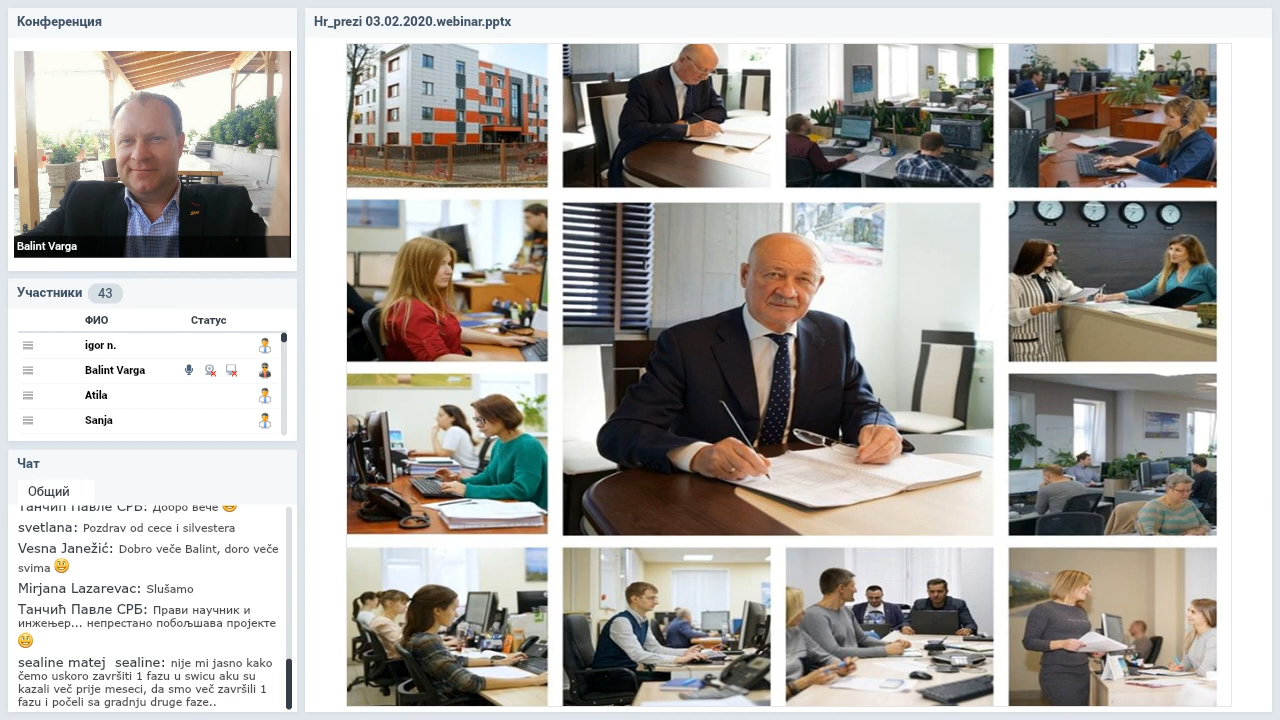 Конференция
Balint Varga
Участники 43
ФИО Статус
igor n.
Balint Varga
Atila
Sanja
Чат
Общий
Танчић Павле СРБ: Добро вече
svetlana: Pozdrav od cece i silvestera
Vesna Janežić: Dobro veče Balint, doro veče
svima
Mirjana Lazarevac: Slušamo
Танчић Павле СРБ: Прави научник и
инжењер... непрестано побољшава пројекте
sealine matej sealine: nije mi jasno kako
čemo uskoro završiti 1 fazu u swicu aku su
kazali več prije meseci, da smo več završili 1
fazu i počeli sa gradnju druge faze..
Hr_prezi 03.02.2020.webinar.pptx